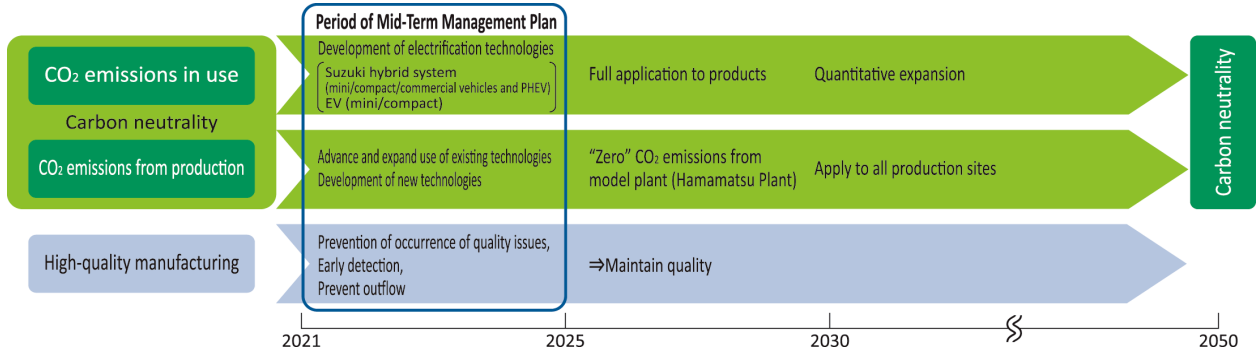 Period of Mid-Term Management Plan
CO₂ emissions in use
Development of electrification technologies
Suzuki hybrid system
(mini/compact/commercial vehicles and PHEV)
EV (mini/compact)
Full application to products
Quantitative expansion
Carbon neutrality
CO₂ emissions from production
Advance and expand use of existing technologies
Development of new technologies
“Zero” CO₂ emissions from
model plant (Hamamatsu Plant)
Apply to all production sites
Carbon neutrality
High-quality manufacturing
Prevention of occurrence of quality issues,
Early detection,
Prevent outflow
⇒Maintain quality
2021
2025
2030
2050